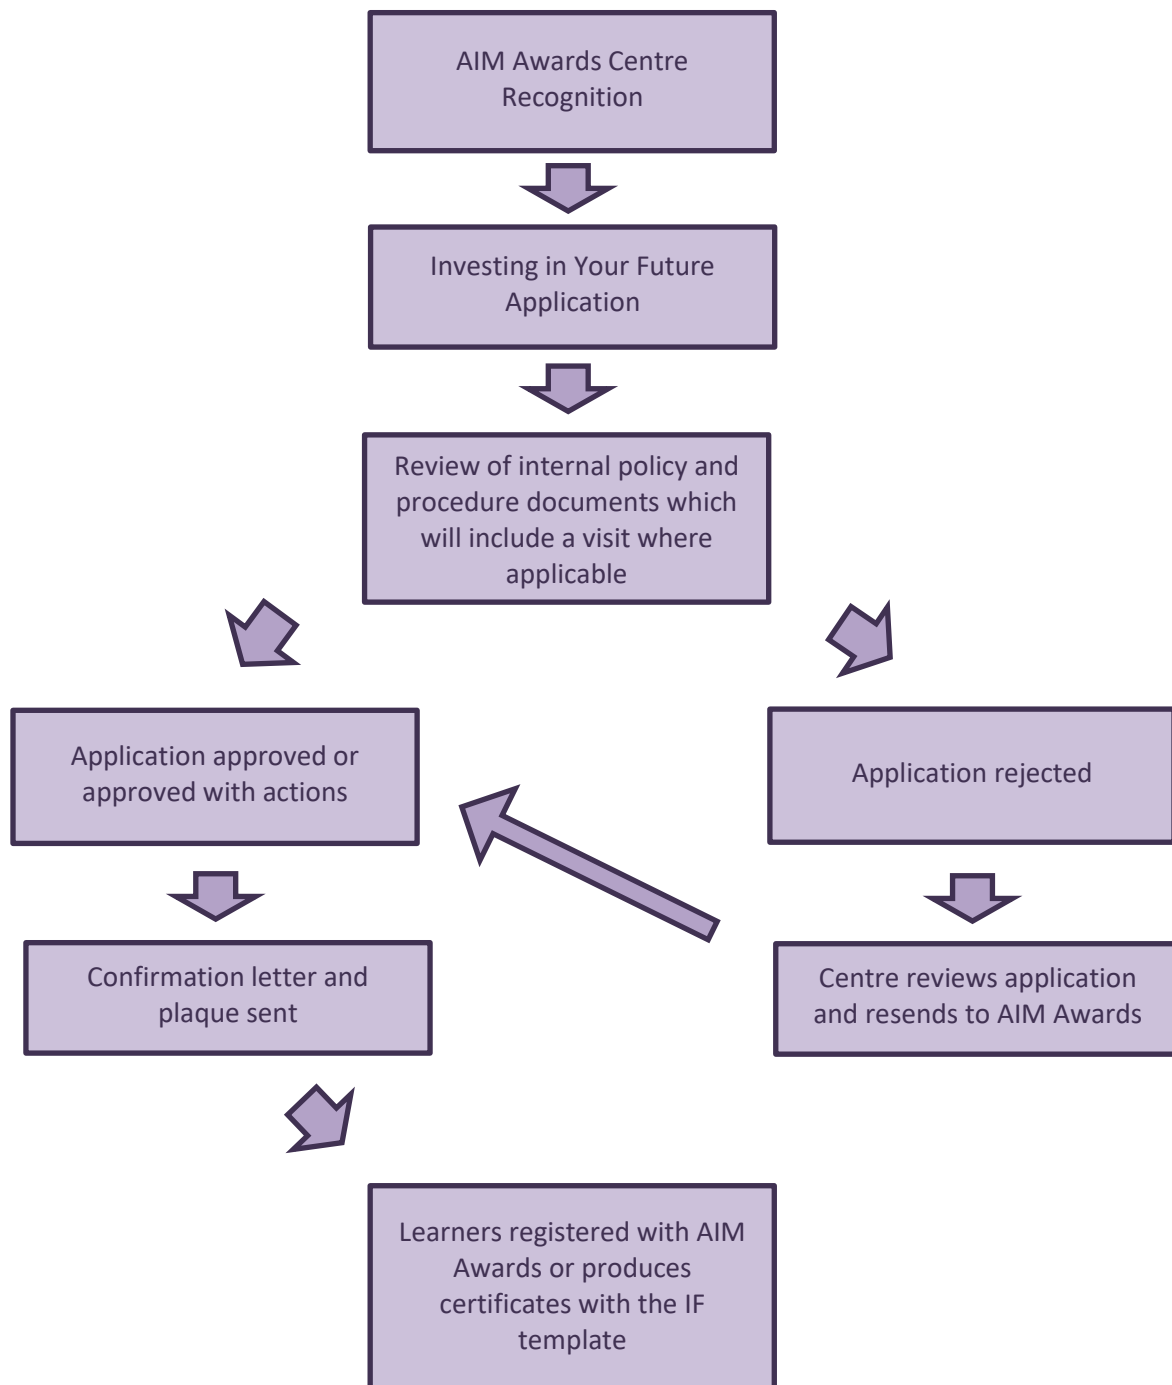 AIM Awards Centre
Recognition
Investing in Your Future
Application
Review of internal policy and
procedure documents which
will include a visit where
applicable
Application approved or
approved with actions
Application rejected
Confirmation letter and
plaque sent
Centre reviews application
and resends to AIM Awards
Learners registered with AIM
Awards or produces
certificates with the IF
template